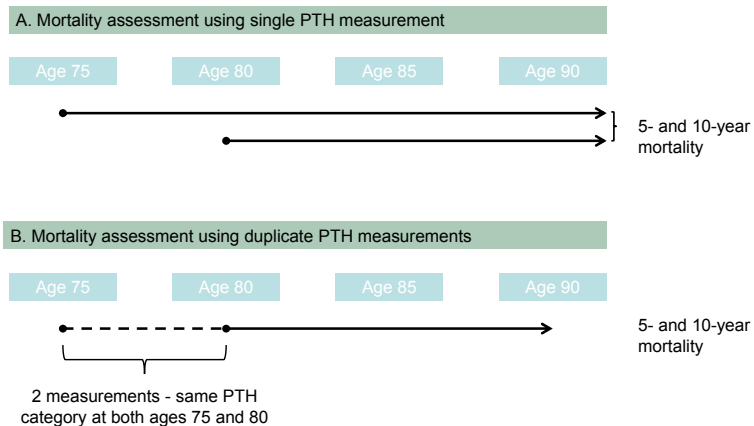 A. Mortality assessment using single PTH measurement
Age 75
Age 80
Age 85
Age 90
5- and 10-year
mortality
B. Mortality assessment using duplicate PTH measurements
Age 75
Age 80
Age 85
Age 90
5- and 10-year
mortality
2 measurements - same PTH
category at both ages 75 and 80